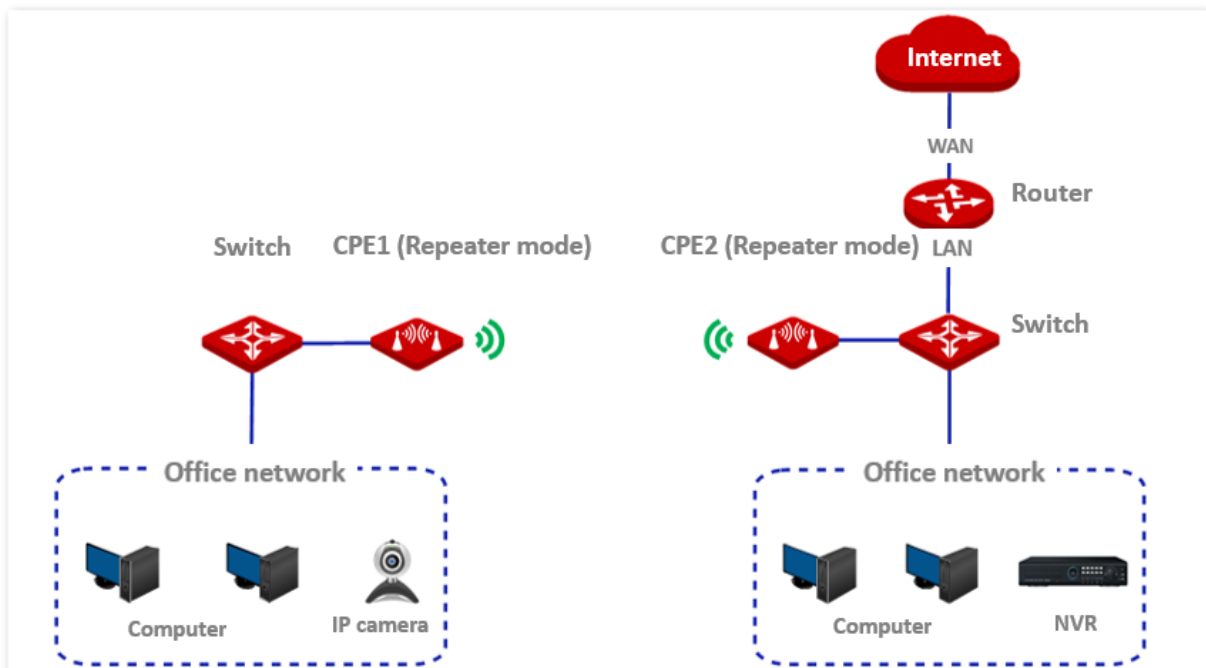 Internet
WAN
Router
Switch
CPE1 (Repeater mode)
CPE2 (Repeater mode)
LAN
Switch
Office network
Computer
IP camera
Office network
Computer
NVR